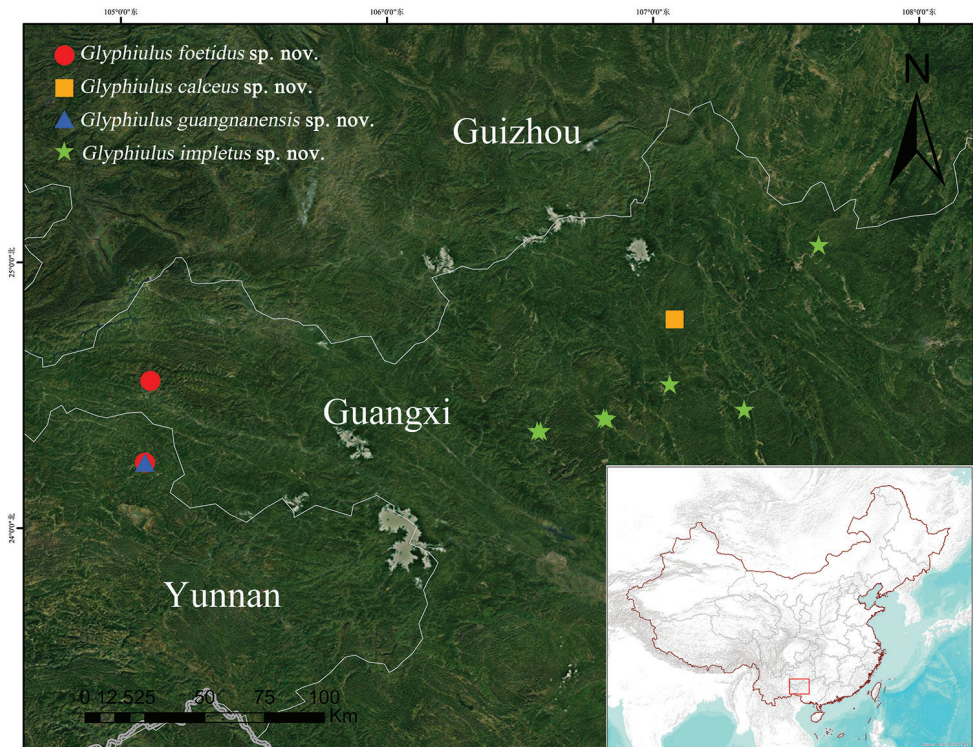 105°0'0"东 106°0'0"东 107°0'0"东 108°0'0"东
Glyphiulus foetidus sp. nov.
Glyphiulus calceus sp. nov.
Glyphiulus guangnanensis sp. nov.
Glyphiulus impletus sp. nov.
N
Guizhou
25°0'0"北
Guangxi
24°0'0"北
Yunnan
0 12.525 50 75 100
Km